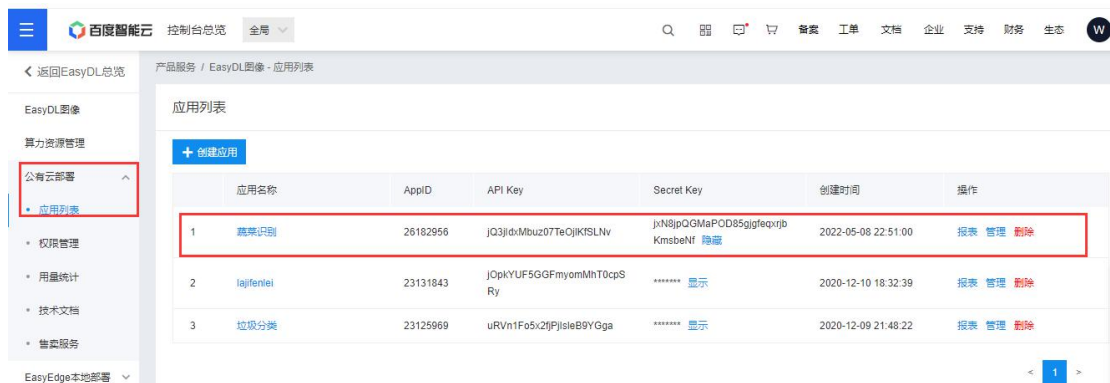 百度智能云 控制台总览 全局 备案 工单 文档 企业 支持 财务 生态 W
返回EasyDL总览 产品服务 / EasyDL图像 - 应用列表
EasyDL图像
算力资源管理
公有云部署
• 应用列表
• 权限管理
• 用量统计
• 技术文档
• 售卖服务
EasyEdge本地部署
应用列表
+ 创建应用
应用名称 AppID API Key Secret Key 创建时间 操作
1 蔬菜识别 26182956 jQ3jIdxMbuz07TeOjIKfSLNv jxN8jpQGMaPOD85gjgfeqxrjb 2022-05-08 22:51:00 报表 管理 删除
KmsbeNf 隐藏
2 lajifenlei 23131843 jOpkYUF5GGFmyomMhT0cpS ******* 显示 2020-12-10 18:32:39 报表 管理 删除
Ry
3 垃圾分类 23125969 uRVn1Fo5x2fjPjIsIeB9YGga ******* 显示 2020-12-09 21:48:22 报表 管理 删除
< 1 >